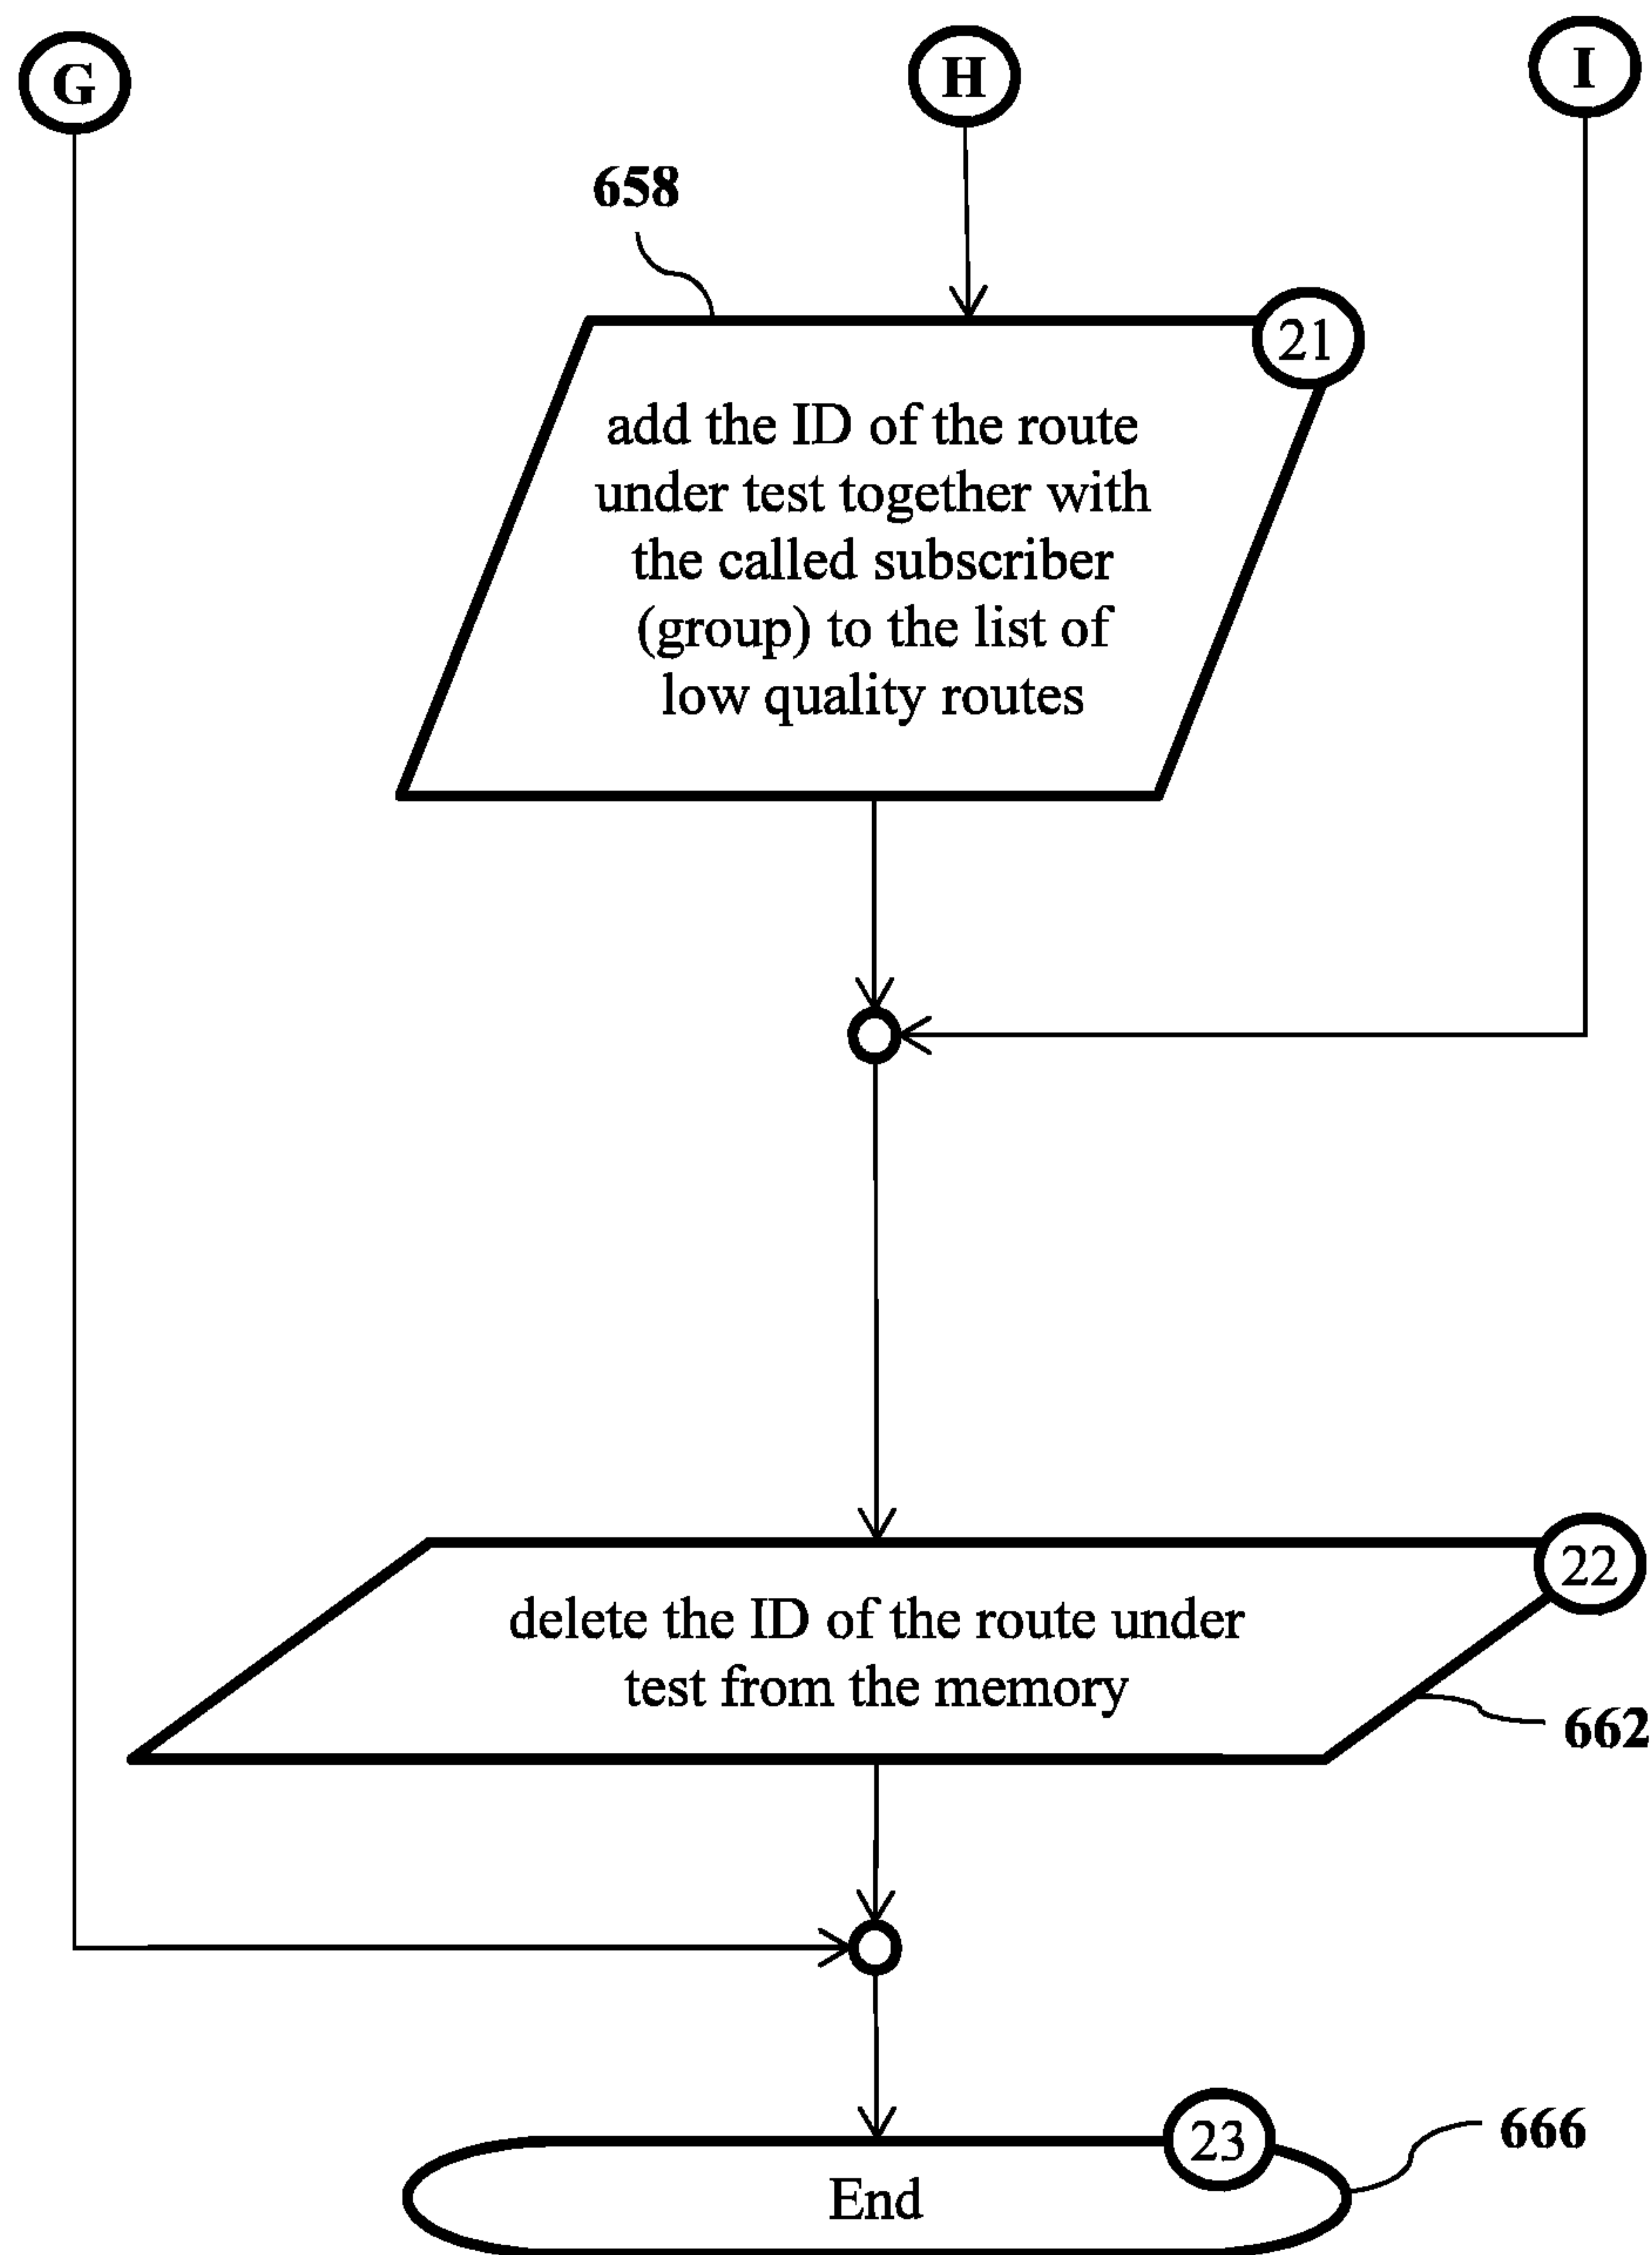 G
H
I
658
21
add the ID of the route
under test together with
the called subscriber
(group) to the list of
low quality routes
22
delete the ID of the route under
test from the memory
662
23
666
End